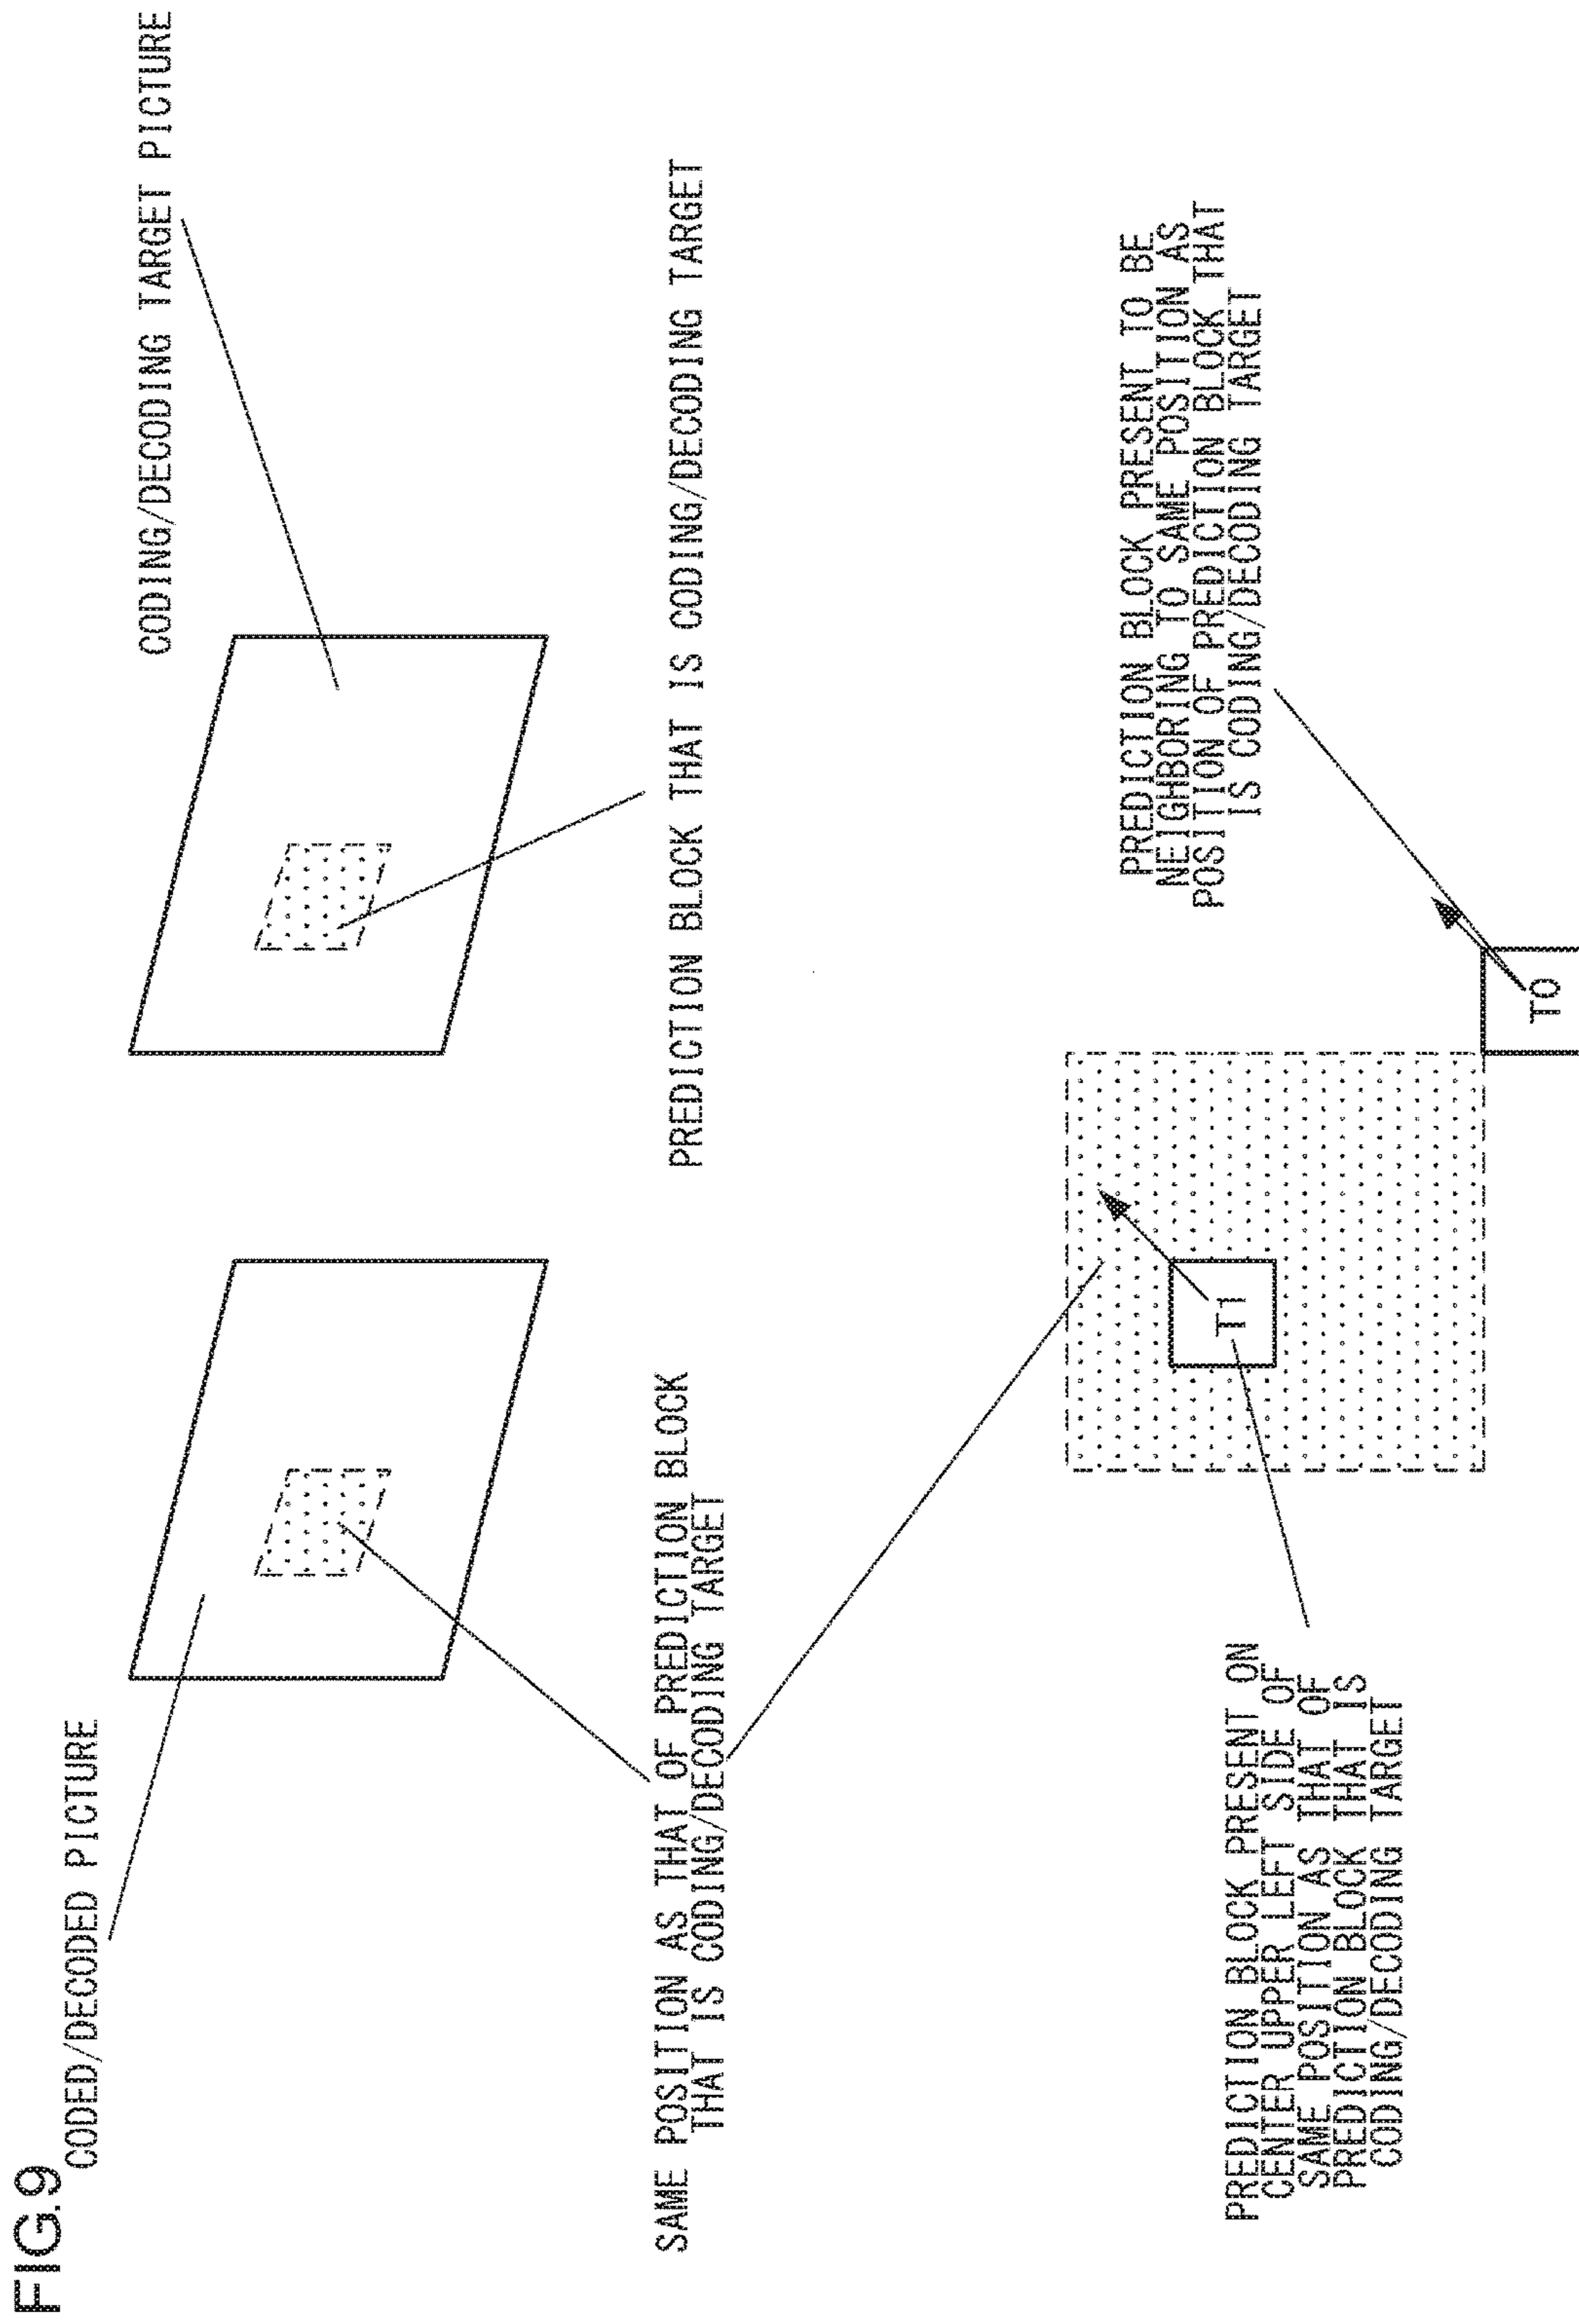 FIG.9
CODED/DECODED PICTURE
CODING/DECODING TARGET PICTURE
SAME POSITION AS THAT OF PREDICTION BLOCK
THAT IS CODING/DECODING TARGET
PREDICTION BLOCK THAT IS CODING/DECODING TARGET
PREDICTION BLOCK PRESENT ON
CENTER UPPER LEFT SIDE OF
SAME POSITION AS THAT OF
PREDICTION BLOCK THAT IS
CODING/DECODING TARGET
T1
T0
PREDICTION BLOCK PRESENT TO BE
NEIGHBORING TO SAME POSITION AS
POSITION OF PREDICTION BLOCK THAT
IS CODING/DECODING TARGET